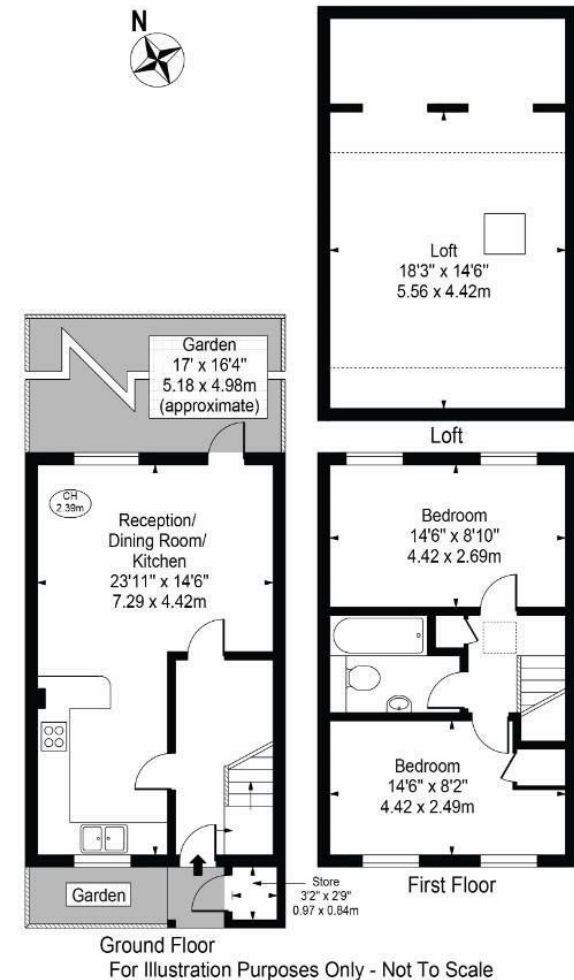 N
Loft
18'3" x 14'6"
5.56 x 4.42m
Loft
Garden
17' x 16'4"
5.18 x 4.98m
(approximate)
CH
2.39m
Reception/
Dining Room/
Kitchen
23'11" x 14'6"
7.29 x 4.42m
Bedroom
14'6" x 8'10"
4.42 x 2.69m
Bedroom
14'6" x 8'2"
4.42 x 2.49m
Garden
Store
3'2" x 2'9"
0.97 x 0.84m
First Floor
Ground Floor
For Illustration Purposes Only - Not To Scale